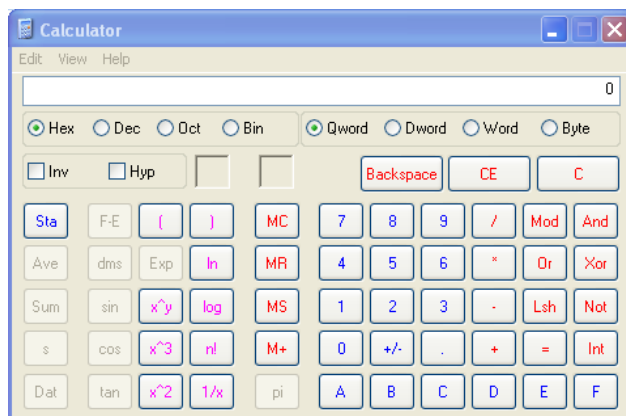 Calculator
Edit View Help
0
Hex Dec Oct Bin Qword Dword Word Byte
Inv Hyp Backspace CE C
Sta F-E ( ) MC 7 8 9 / Mod And
Ave dms Exp ln MR 4 5 6 * Or Xor
Sum sin x^y log MS 1 2 3 - Lsh Not
s cos x^3 n! M+ 0 +/- . + = Int
Dat tan x^2 1/x pi A B C D E F